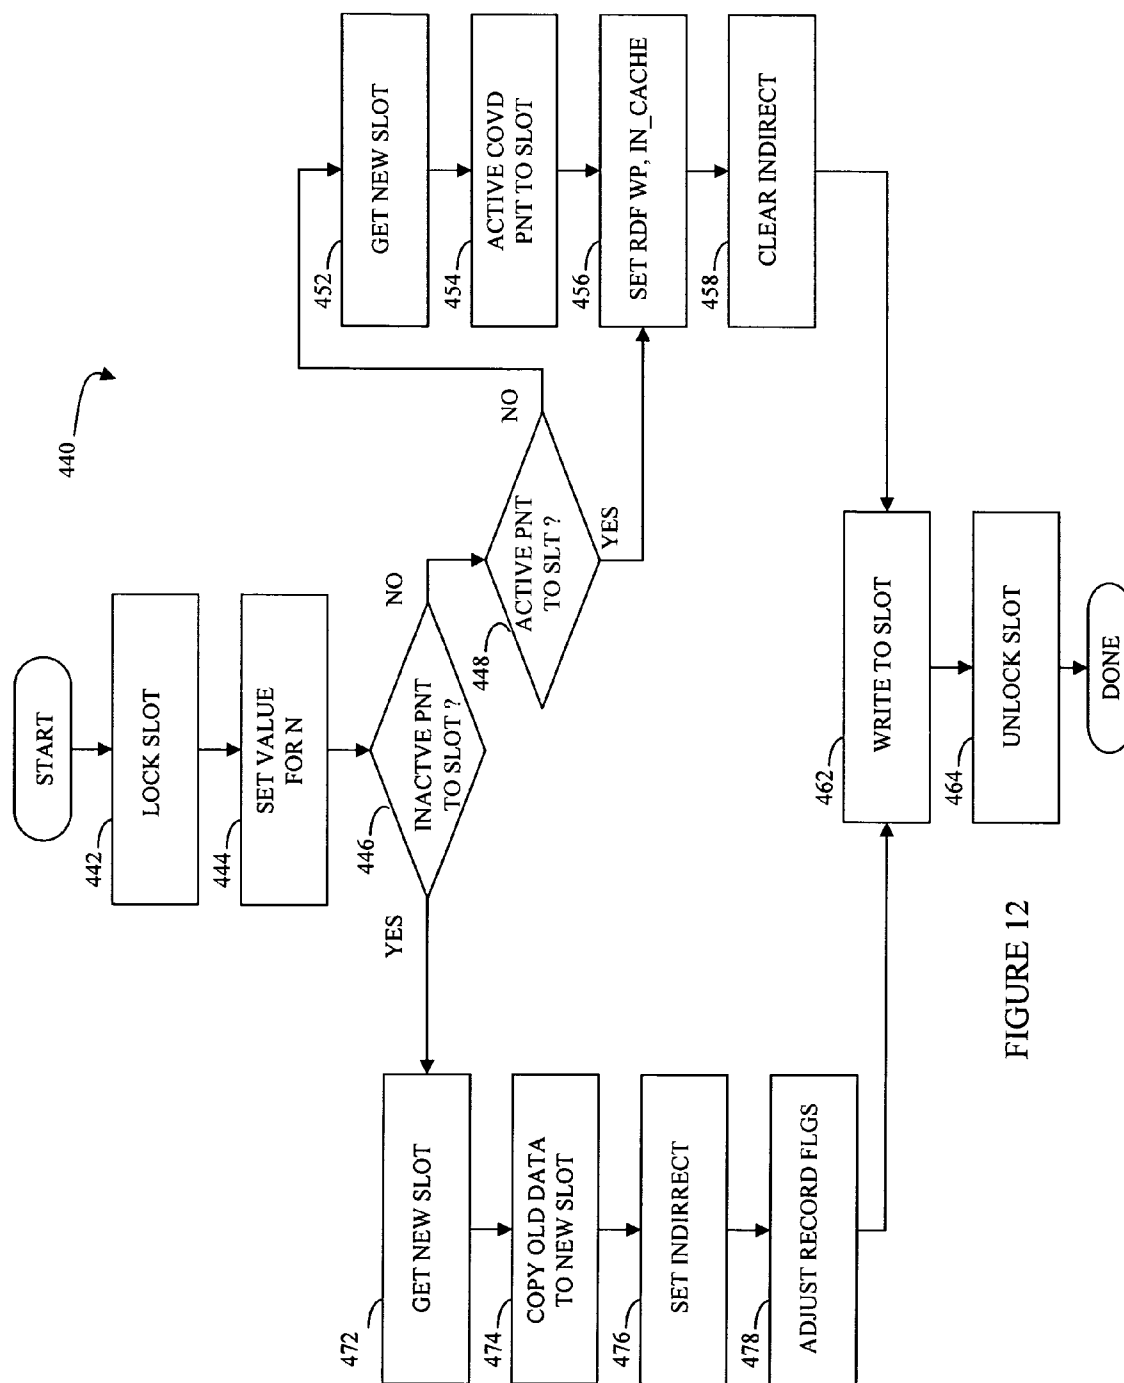 440
START
442
LOCK SLOT
444
SET VALUE
FOR N
446
INACTVE PNT
TO SLOT ?
YES
NO
448
ACTIVE PNT
TO SLT ?
NO
YES
452
GET NEW SLOT
454
ACTIVE COVD
PNT TO SLOT
456
SET RDF WP, IN_CACHE
458
CLEAR INDIRECT
472
GET NEW SLOT
474
COPY OLD DATA
TO NEW SLOT
476
SET INDIRRECT
478
ADJUST RECORD FLGS
462
WRITE TO SLOT
464
UNLOCK SLOT
DONE
FIGURE 12